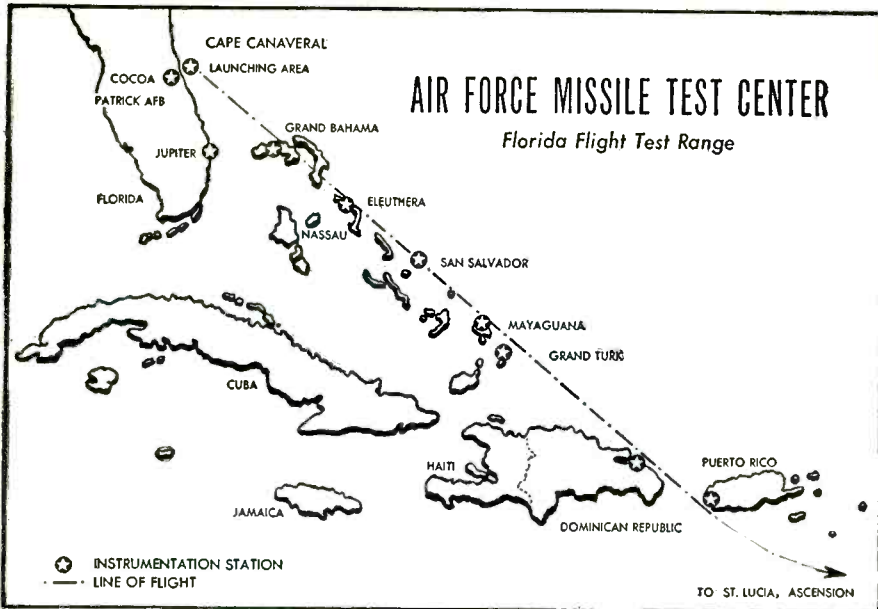 CAPE CANAVERAL
LAUNCHING AREA
COCOA
PATRICK AFB
AIR FORCE MISSILE TEST CENTER
Florida Flight Test Range
GRAND BAHAMA
JUPITER
FLORIDA
ELEUTHERA
NASSAU
SAN SALVADOR
MAYAGUANA
GRAND TURK
CUBA
HAITI
PUERTO RICO
JAMAICA
DOMINICAN REPUBLIC
INSTRUMENTATION STATION
LINE OF FLIGHT
TO ST. LUCIA, ASCENSION